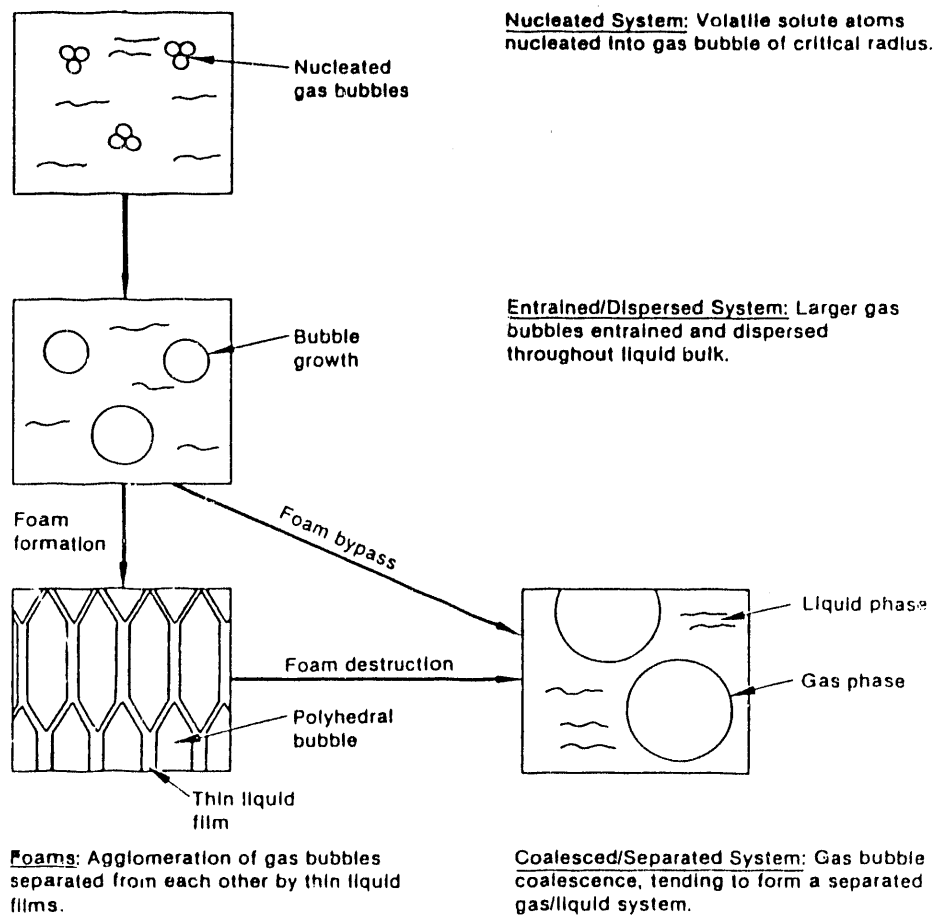 Nucleated System: Volatile solute atoms
nucleated into gas bubble of critical radius.
Nucleated
gas bubbles
Entrained/Dispersed System: Larger gas
bubbles entrained and dispersed
throughout liquid bulk.
Bubble
growth
Foam
formation
Foam bypass
Liquid phase
Foam destruction
Gas phase
Polyhedral
bubble
Thin liquid
film
Foams: Agglomeration of gas bubbles
separated from each other by thin liquid
films.
Coalesced/Separated System: Gas bubble
coalescence, tending to form a separated
gas/liquid system.